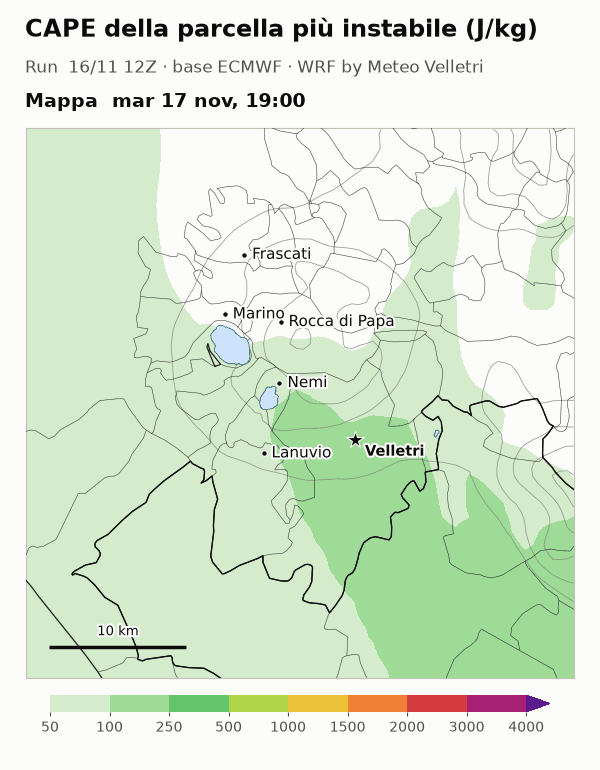 CAPE della parcella più instabile (J/kg)
Run  16/11 12Z · base ECMWF · WRF by Meteo Velletri
Mappa  mar 17 nov, 19:00
Frascati
Marino
Rocca di Papa
Nemi
Velletri
Lanuvio
10 km
50 100 250 500 1000 1500 2000 3000 4000